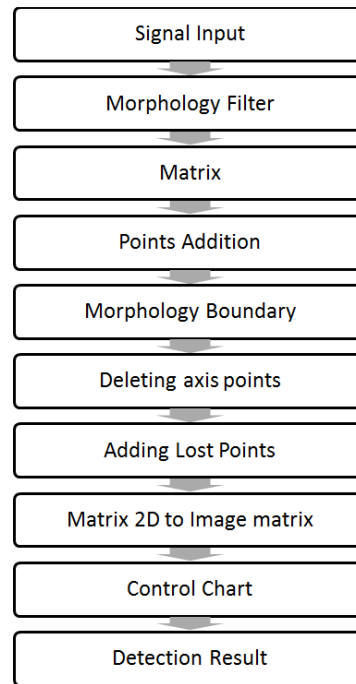 Signal Input
Morphology Filter
Matrix
Points Addition
Morphology Boundary
Deleting axis points
Adding Lost Points
Matrix 2D to Image matrix
Control Chart
Detection Result